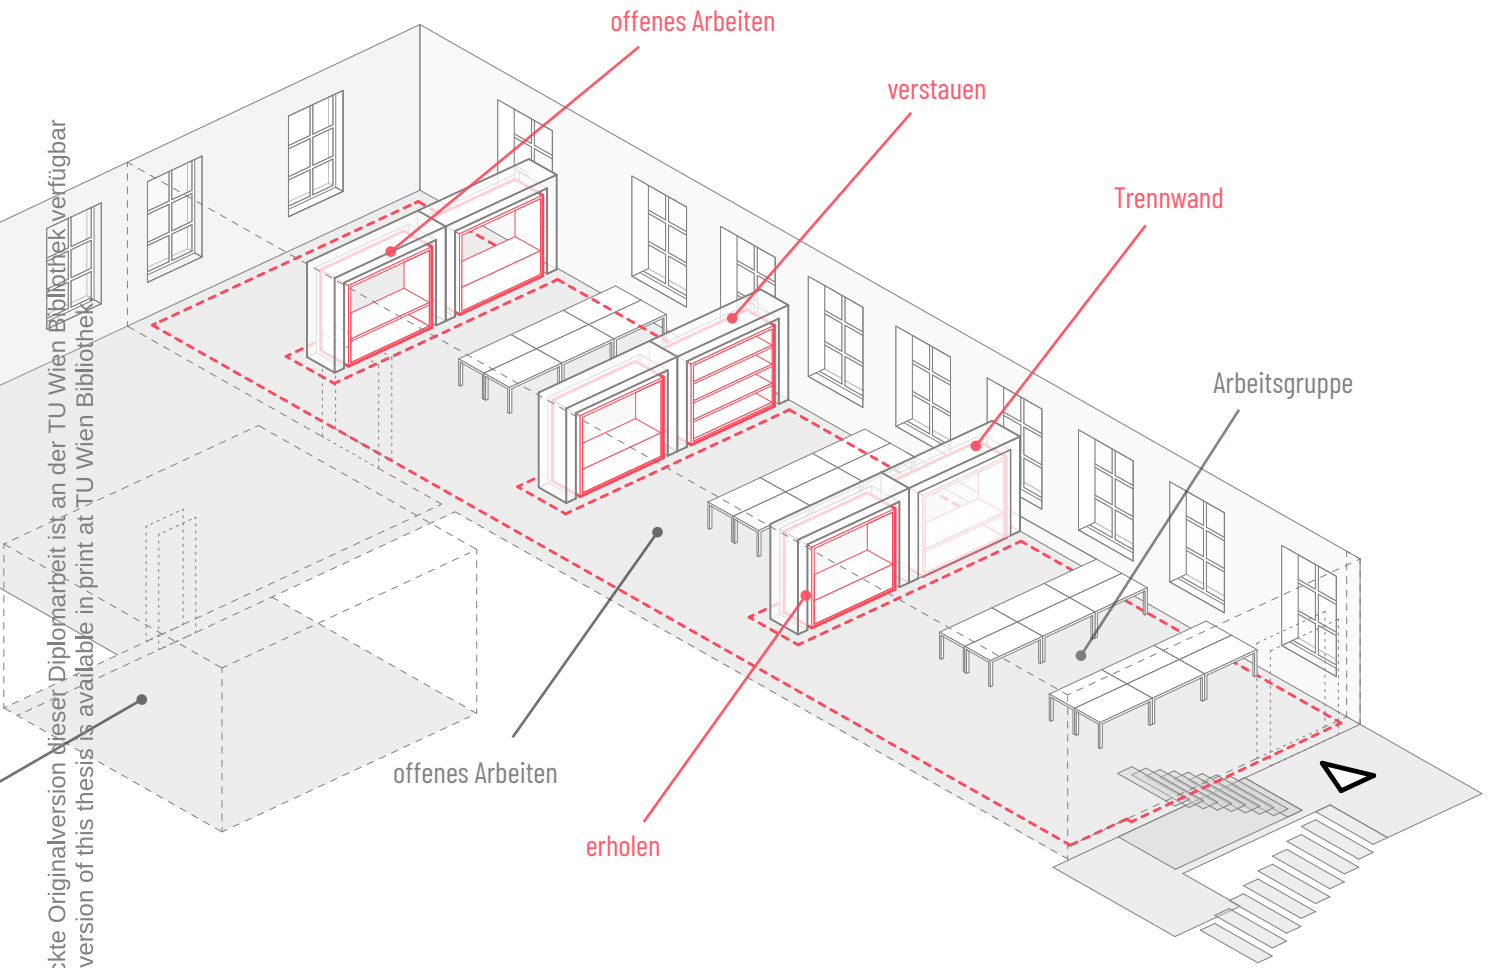 offenes Arbeiten
verstauen
Trennwand
Arbeitsgruppe
offenes Arbeiten
erholen
ckte Originalversion dieser Diplomarbeit ist an der TU Wien Bibliothek verfügbar
version of this thesis is available in print at TU Wien Bibliothek.